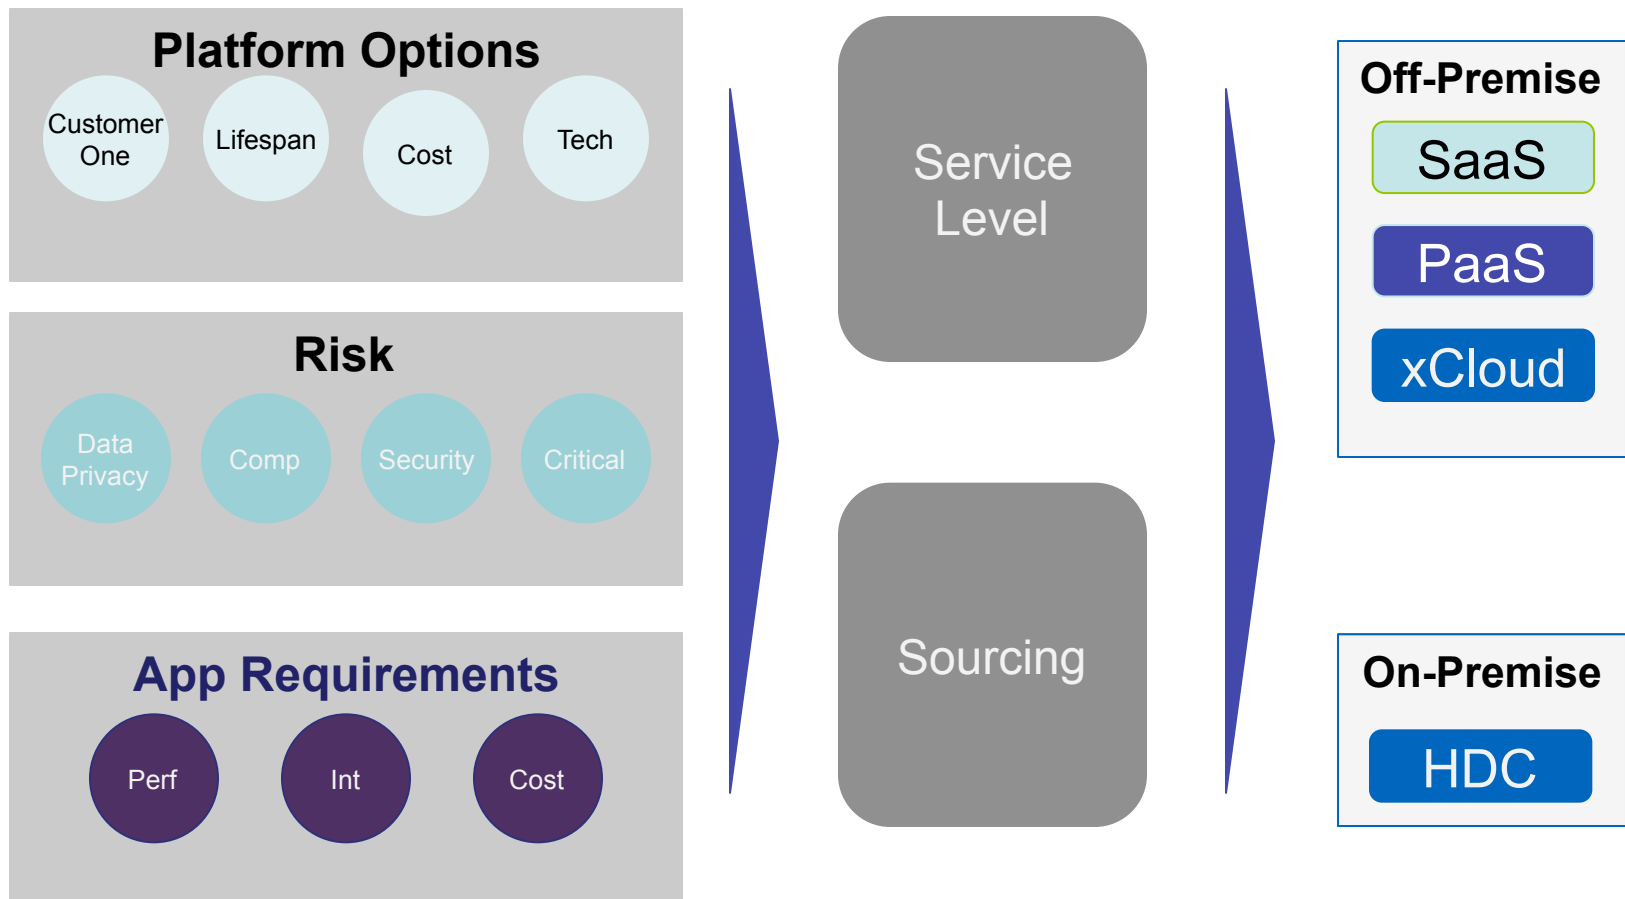 Platform Options
Customer
One
Lifespan
Cost
Tech
Risk
Data
Privacy
Comp
Security
Critical
App Requirements
Perf
Int
Cost
Service
Level
Sourcing
Off-Premise
SaaS
PaaS
xCloud
On-Premise
HDC